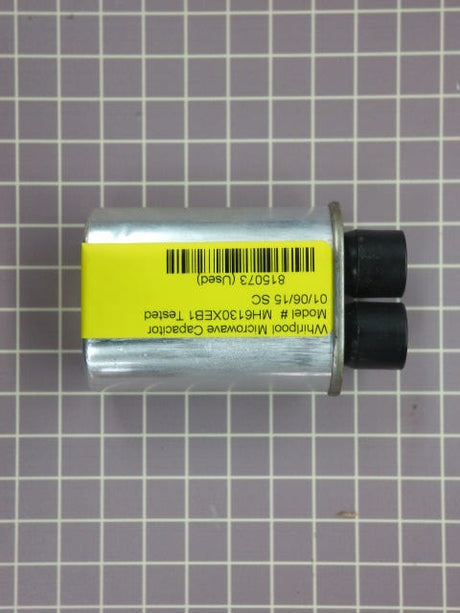 Whirlpool Microwave Capacitor
Model # MH6130XEB1 Tested
01/06/15 SC
815073 (Used)